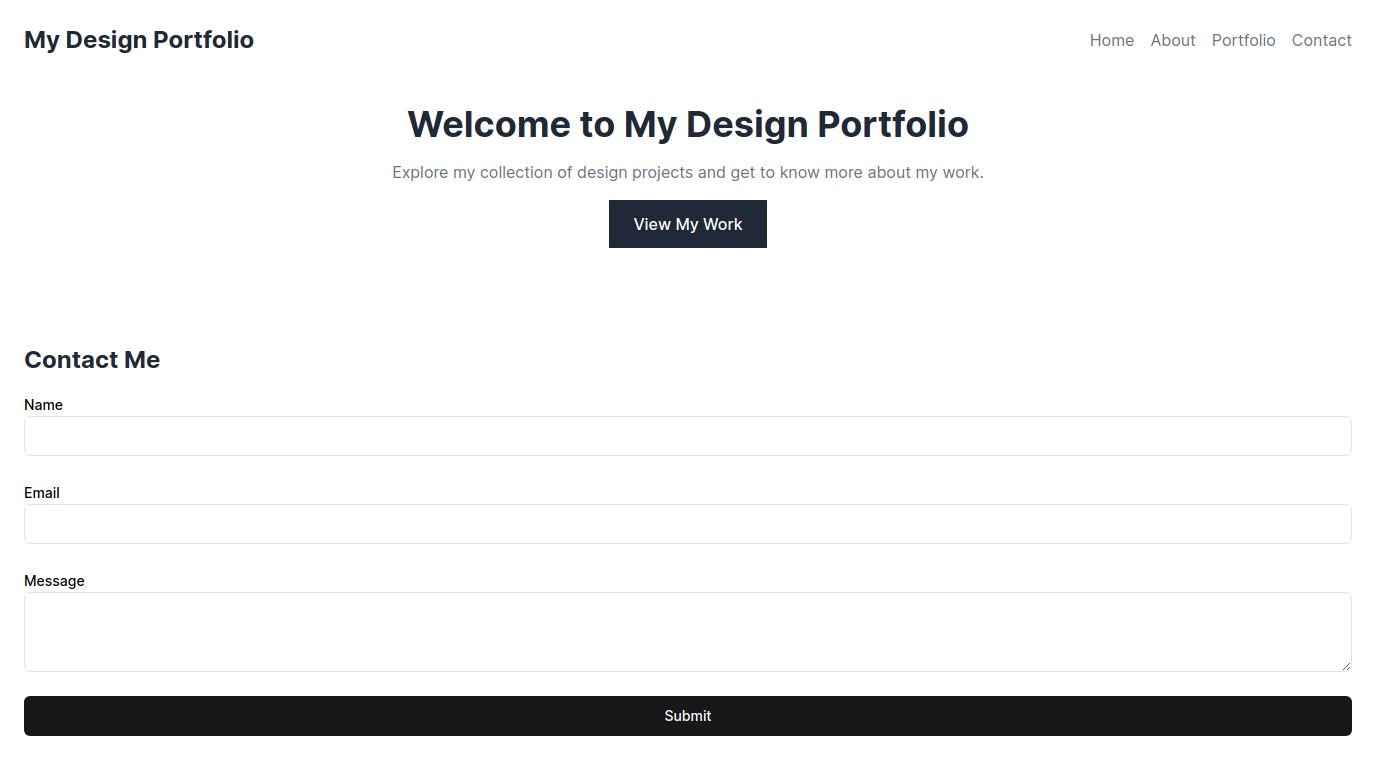 My Design Portfolio
Home About Portfolio Contact
Welcome to My Design Portfolio
Explore my collection of design projects and get to know more about my work.
View My Work
Contact Me
Name
Email
Message
Submit